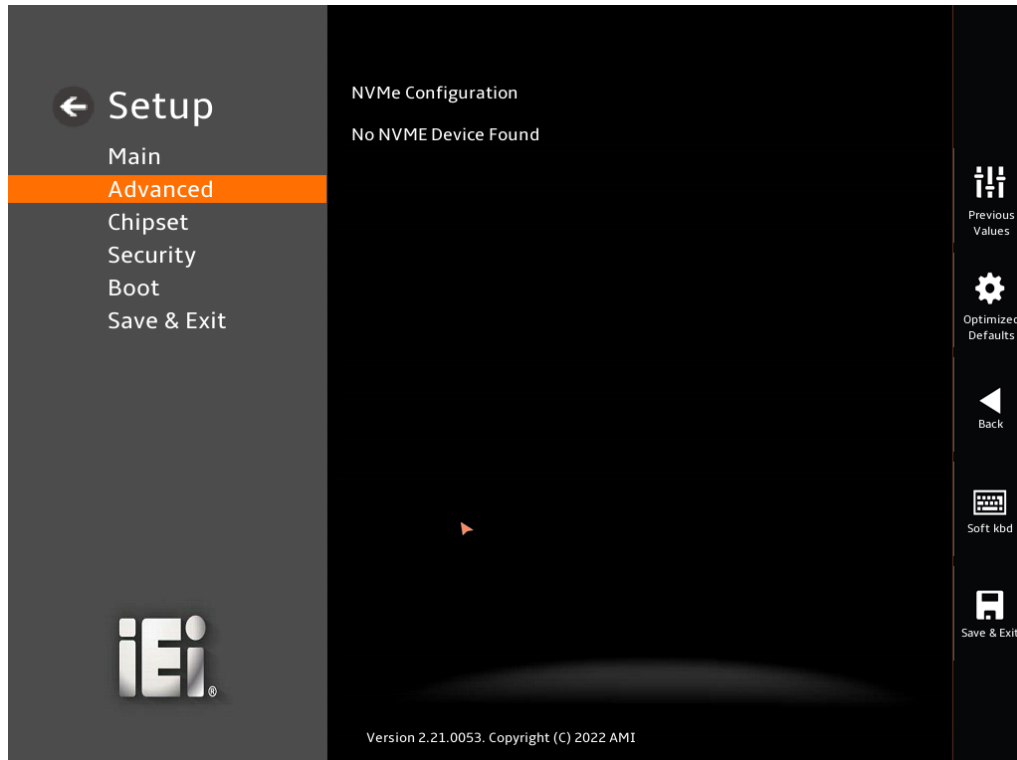 Setup
Main
Advanced
Chipset
Security
Boot
Save & Exit
NVMe Configuration
No NVME Device Found
Previous
Values
Optimized
Defaults
Back
Soft kbd
Save & Exit
iEi®
Version 2.21.0053. Copyright (C) 2022 AMI